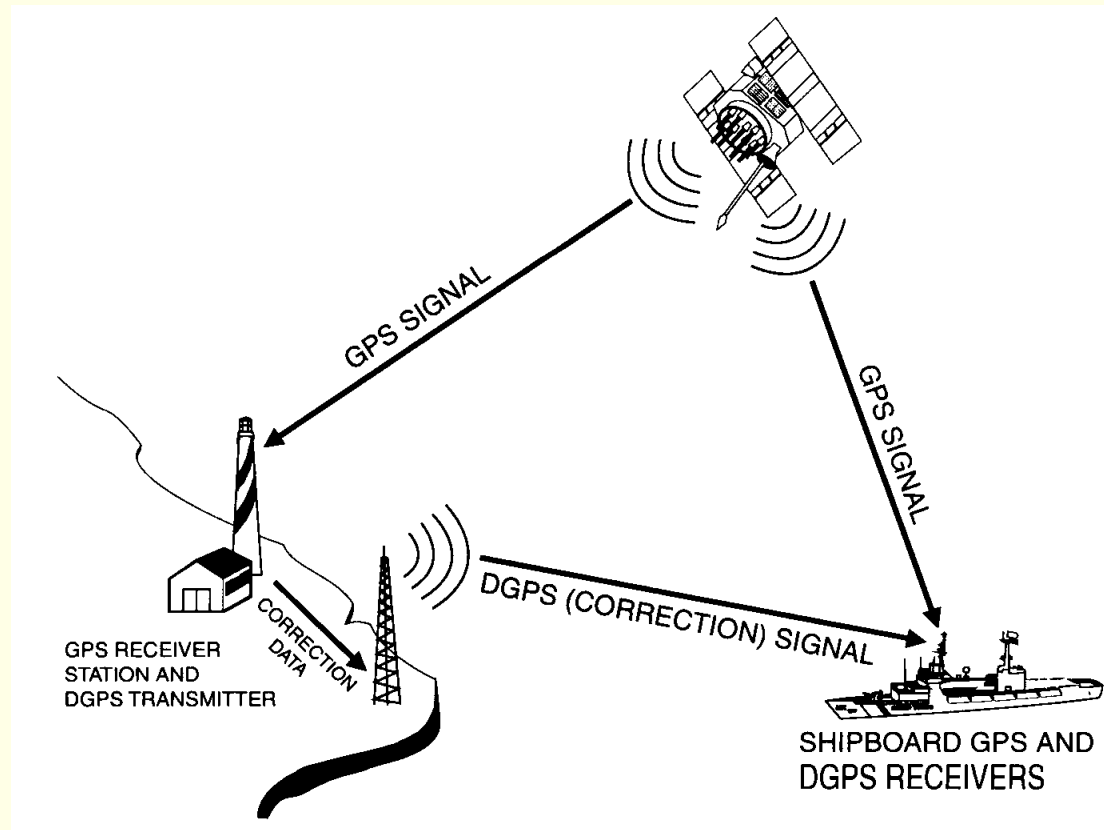 GPS SIGNAL
GPS SIGNAL
DGPS (CORRECTION) SIGNAL
CORRECTION
DATA
GPS RECEIVER
STATION AND
DGPS TRANSMITTER
SHIPBOARD GPS AND
DGPS RECEIVERS